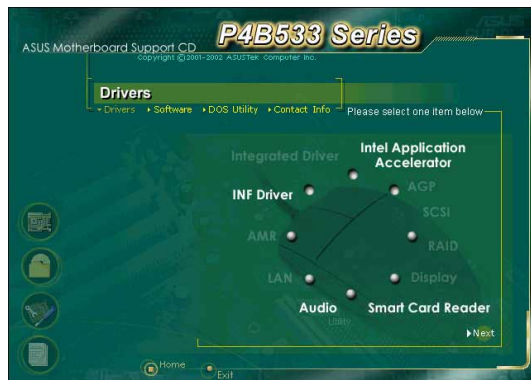 P4B533 Series
ASUS Motherboard Support CD
Copyright ©2001-2002 ASUSTeK Computer Inc.
Drivers
Drivers Software DOS Utility Contact Info
Please select one item below
Integrated Driver
Intel Application
Accelerator
INF Driver
AGP
SCSI
AMR
RAID
LAN
Display
Audio
Smart Card Reader
Utility
Next
Home
Exit